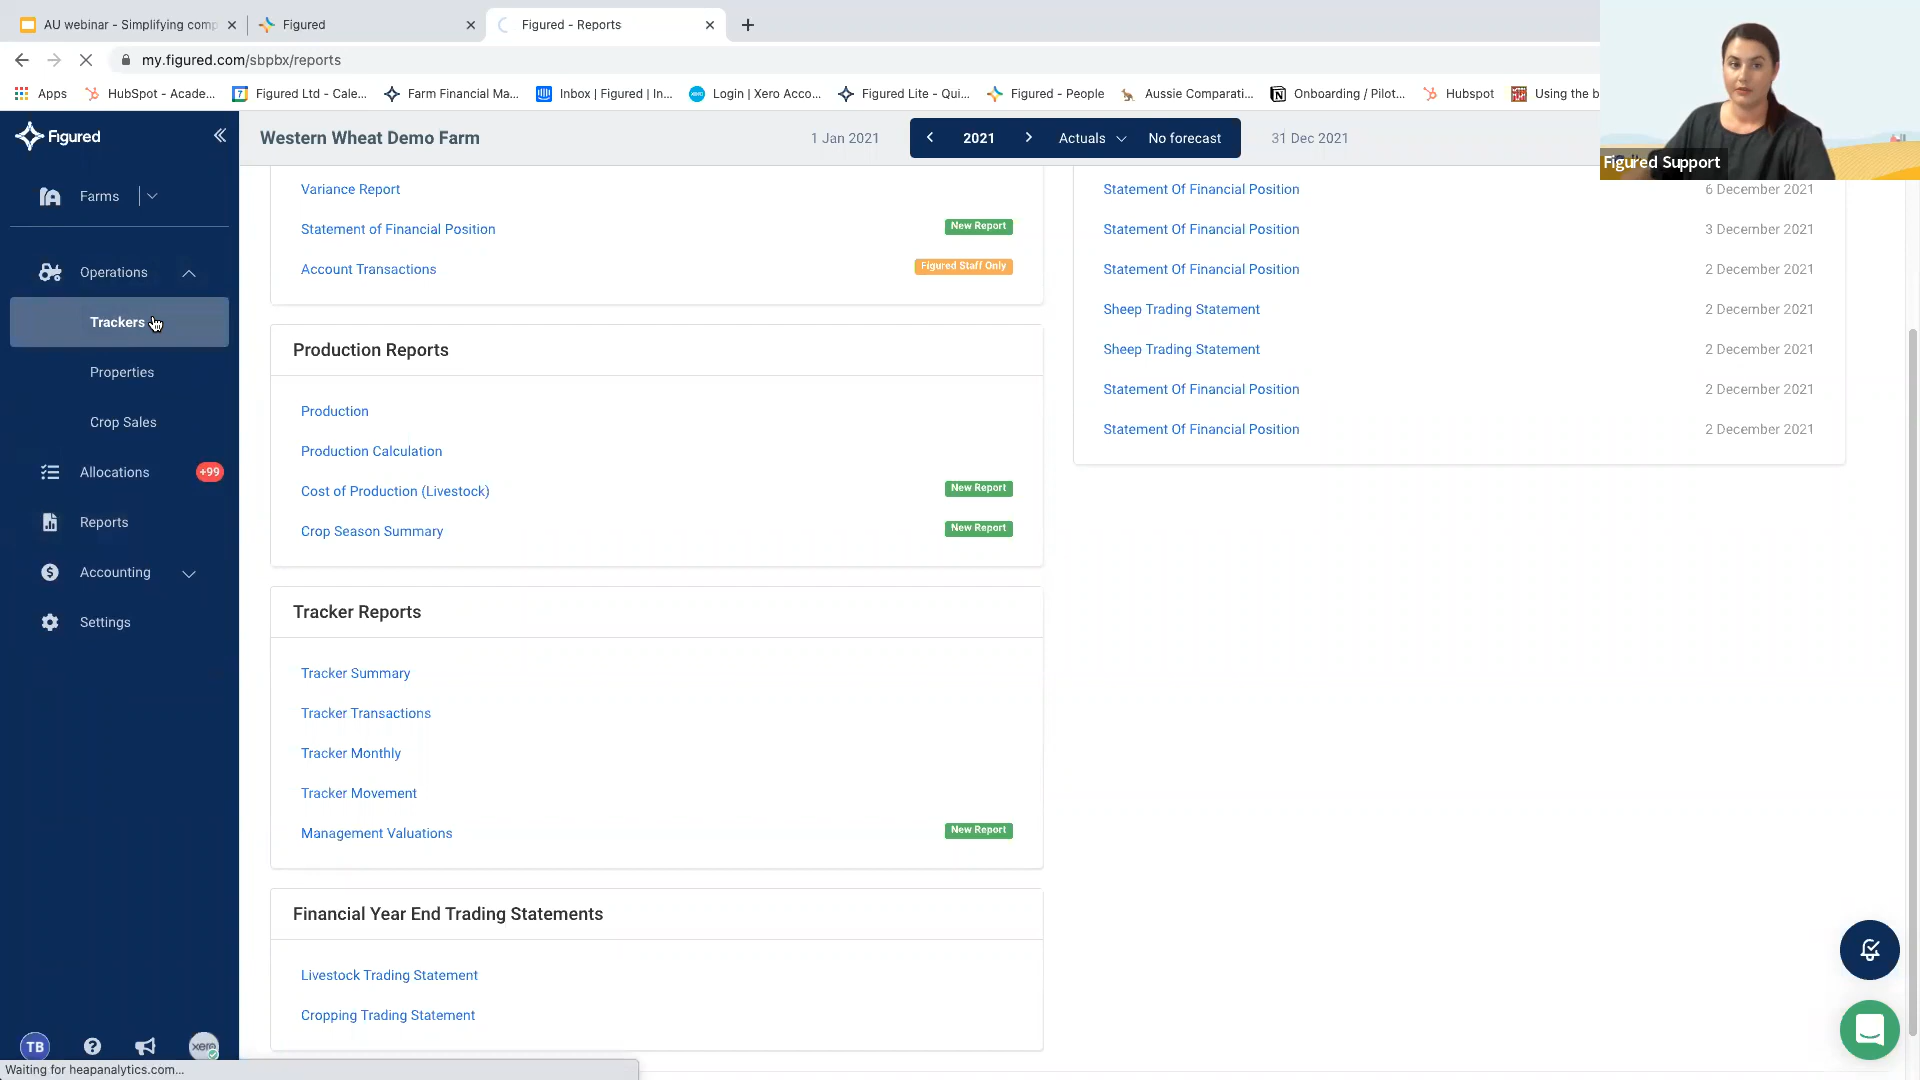 AU webinar - Simplifying comp
Figured
Figured - Reports
my.figured.com/sbpbx/reports
Apps
HubSpot - Acade...
Figured Ltd - Cale...
Farm Financial Ma...
Inbox | Figured | In...
Login | Xero Acco...
Figured Lite - Qui...
Figured - People
Aussie Comparati...
Onboarding / Pilot...
Hubspot
Using the b
Figured
Western Wheat Demo Farm
1 Jan 2021
2021
Actuals
No forecast
31 Dec 2021
Figured Support
Farms
Operations
Trackers
Properties
Crop Sales
Allocations
+99
Reports
Accounting
Settings
TB
xero
Variance Report
Statement of Financial Position
New Report
Account Transactions
Figured Staff Only
Production Reports
Production
Production Calculation
Cost of Production (Livestock)
New Report
Crop Season Summary
New Report
Tracker Reports
Tracker Summary
Tracker Transactions
Tracker Monthly
Tracker Movement
Management Valuations
New Report
Financial Year End Trading Statements
Livestock Trading Statement
Cropping Trading Statement
Statement Of Financial Position 6 December 2021
Statement Of Financial Position 3 December 2021
Statement Of Financial Position 2 December 2021
Sheep Trading Statement 2 December 2021
Sheep Trading Statement 2 December 2021
Statement Of Financial Position 2 December 2021
Statement Of Financial Position 2 December 2021
Waiting for heapanalytics.com...